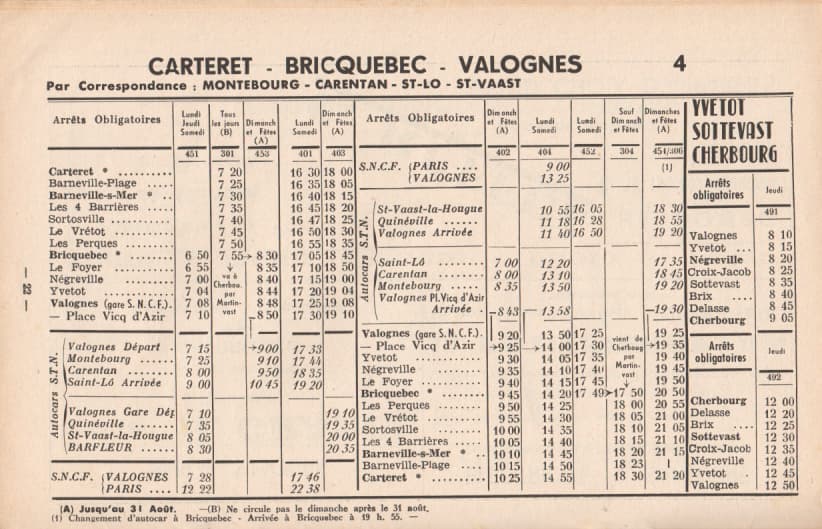 CARTERET - BRICQUEBEC - VALOGNES 4
Par Correspondance : MONTEBOURG - CARENTAN - ST-LO - ST-VAAST
Arrêts Obligatoires | Lundi Jeudi Samedi | Tous les jours (B) | Dimanch et Fêtes (A) | Lundi Samedi | Dimanch et Fêtes (A)
451 | 301 | 453 | 401 | 403
Carteret * 7 20 16 30 18 00
Barneville-Plage 7 25 16 35 18 05
Barneville-s-Mer * 7 30 16 40 18 15
Les 4 Barrières 7 35 16 45 18 20
Sortosville 7 40 16 47 18 25
Le Vrétot 7 45 16 50 18 30
Les Perques 7 50 16 55 18 35
Bricquebec * 6 50 7 55 → 8 30 17 05 18 45
Le Foyer 6 55 ↓ 8 35 17 10 18 50
Négreville 7 00 va à 8 40 17 15 19 00
Yvetot 7 04 Cherbou. 8 44 17 20 19 04
Valognes (gare S.N.C.F.) 7 08 par Martin- 8 48 17 25 19 08
— Place Vicq d'Azir 7 10 vast 8 50 17 30 19 10
Autocars S.T.N.
Valognes Départ 7 15 → 9 00 17 33
Montebourg 7 25 9 10 17 44
Carentan 8 00 9 50 18 35
Saint-Lô Arrivée 9 00 10 45 19 20
Valognes Gare Dép 7 10 19 10
Quinéville 7 35 19 35
St-Vaast-la-Hougue 8 05 20 00
BARFLEUR 8 30 20 35
S.N.C.F. VALOGNES 7 28 17 46
PARIS 12 22 22 38
Arrêts Obligatoires | Dimanch et Fêtes (A) | Lundi Samedi | Lundi Samedi | Sauf Dimanches et Fêtes | Dimanches et Fêtes (A)
402 | 404 | 452 | 304 | 454/306
(1)
S.N.C.F. PARIS 9 00
VALOGNES 13 25
Autocars S.T.N.
St-Vaast-la-Hougue 10 55 16 05 18 30
Quinéville 11 18 16 28 18 55
Valognes Arrivée 11 40 16 50 19 20
Saint-Lô 7 00 12 20 17 35
Carentan 8 00 13 10 18 45
Montebourg 8 35 13 50 19 20
Valognes Pl. Vicq d'Azir
Arrivée 8 43 13 58 19 30
Valognes (gare S.N.C.F.) 9 20 13 50 17 25 vient de 19 25
— Place Vicq d'Azir → 9 25 → 14 00 17 30 Cherboug → 19 35
Yvetot 9 30 14 05 17 35 par 19 40
Négreville 9 35 14 10 17 40 Martin- 19 45
Le Foyer 9 40 14 15 17 45 vast 19 50
Bricquebec * 9 45 14 20 17 49 → 17 50 20 50
Les Perques 9 50 14 25 18 00 20 55
Le Vrétot 9 55 14 30 18 05 21 00
Sortosville 10 00 14 35 18 10 21 05
Les 4 Barrières 10 05 14 40 18 15 21 10
Barneville-s-Mer * 10 10 14 45 18 20 21 15
Barneville-Plage 10 15 14 50 18 23
Carteret * 10 25 14 55 18 30 21 20
YVETOT
SOTTEVAST
CHERBOURG
Arrêts obligatoires | Jeudi
491
Valognes 8 10
Yvetot 8 15
Négreville 8 20
Croix-Jacob 8 25
Sottevast 8 35
Brix 8 40
Delasse 8 45
Cherbourg 9 05
Arrêts obligatoires | Jeudi
492
Cherbourg 12 00
Delasse 12 20
Brix 12 25
Sottevast 12 30
Croix-Jacob 12 35
Négreville 12 40
Yvetot 12 45
Valognes 12 50
(A) Jusqu'au 31 Août. —(B) Ne circule pas le dimanche après le 31 août.
(1) Changement d'autocar à Bricquebec - Arrivée à Bricquebec à 19 h. 55. —